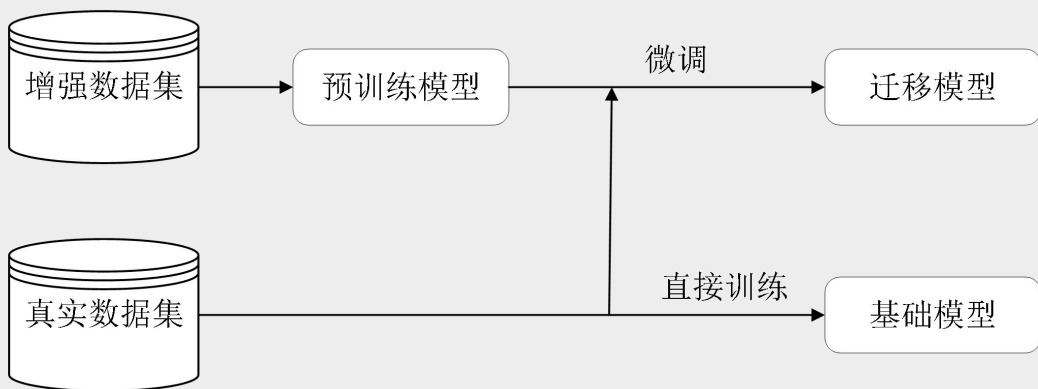 微调
增强数据集
预训练模型
迁移模型
直接训练
真实数据集
基础模型